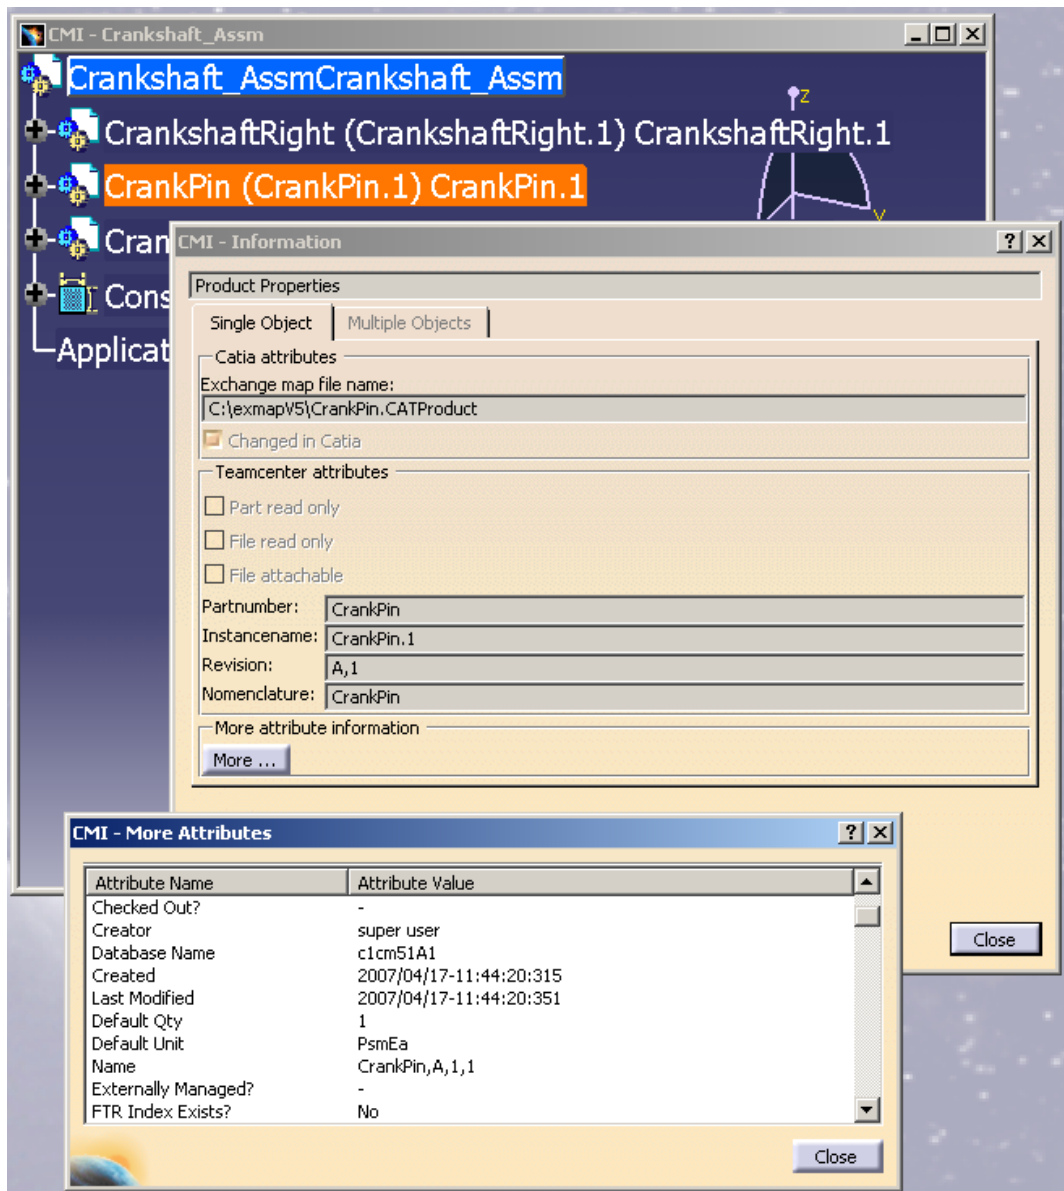 CMI - Crankshaft_Assm
Crankshaft_AssmCrankshaft_Assm
z
CrankshaftRight (CrankshaftRight.1) CrankshaftRight.1
CrankPin (CrankPin.1) CrankPin.1
y
Cran
CMI - Information
Cons
Product Properties
Single Object Multiple Objects
Applicat
Catia attributes
Exchange map file name:
C:\exmapV5\CrankPin.CATProduct
Changed in Catia
Teamcenter attributes
Part read only
File read only
File attachable
Partnumber: CrankPin
Instancename: CrankPin.1
Revision: A,1
Nomenclature: CrankPin
More attribute information
More ...
CMI - More Attributes
Attribute Name Attribute Value
Checked Out? -
Creator super user
Database Name c1cm51A1
Created 2007/04/17-11:44:20:315
Last Modified 2007/04/17-11:44:20:351
Default Qty 1
Default Unit PsmEa
Name CrankPin,A,1,1
Externally Managed? -
FTR Index Exists? No
Close
Close